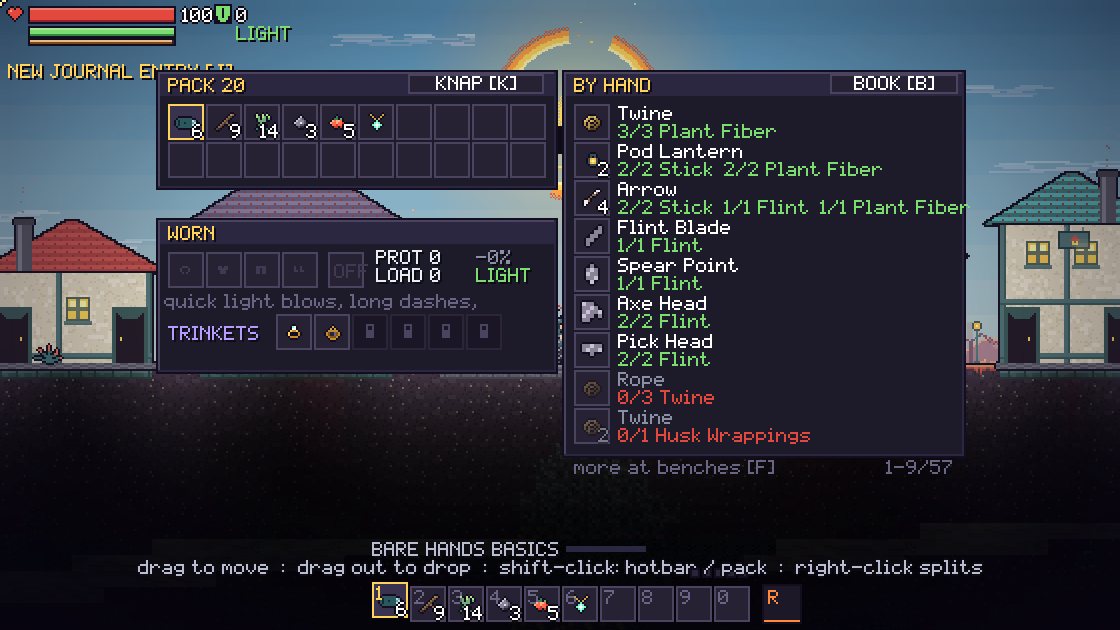 100 0
LIGHT
NEW JOURNAL ENTRY [J]
PACK 20
KNAP [K]
8 9 14 3 5
WORN
OFF
PROT 0 -0%
LOAD 0 LIGHT
quick light blows, long dashes,
TRINKETS
BY HAND
BOOK [B]
Twine
3/3 Plant Fiber
Pod Lantern
2 2/2 Stick 2/2 Plant Fiber
Arrow
4 2/2 Stick 1/1 Flint 1/1 Plant Fiber
Flint Blade
1/1 Flint
Spear Point
1/1 Flint
Axe Head
2/2 Flint
Pick Head
2/2 Flint
Rope
0/3 Twine
Twine
2 0/1 Husk Wrappings
more at benches [F] 1-9/57
BARE HANDS BASICS
drag to move : drag out to drop : shift-click: hotbar / pack : right-click splits
1 8 2 9 3 14 4 3 5 5 6 7 8 9 0 R